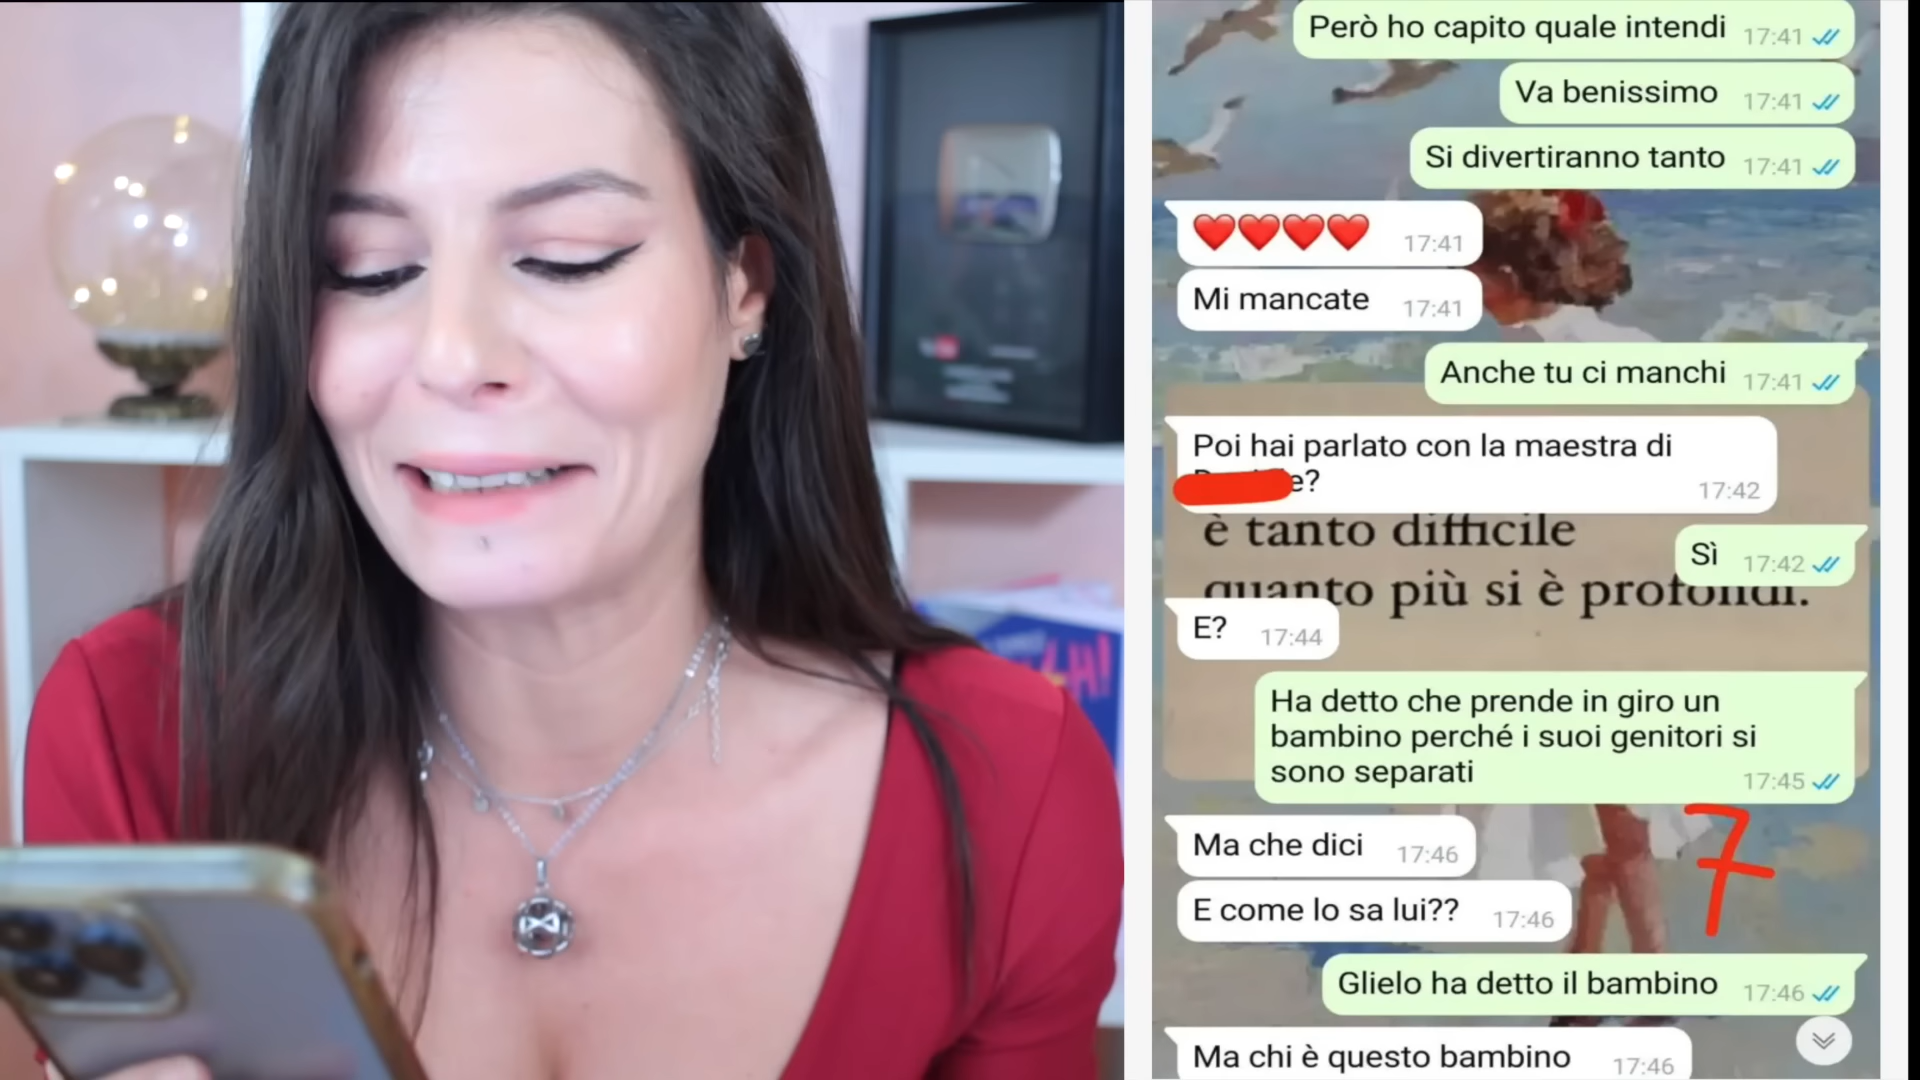 Però ho capito quale intendi 17:41
Va benissimo 17:41
Si divertiranno tanto 17:41
❤️❤️❤️❤️ 17:41
Mi mancate 17:41
Anche tu ci manchi 17:41
Poi hai parlato con la maestra di
e? 17:42
è tanto difficile
Sì 17:42
quanto più si è profondi.
E? 17:44
Ha detto che prende in giro un
bambino perché i suoi genitori si
sono separati 17:45
Ma che dici 17:46
7
E come lo sa lui?? 17:46
Glielo ha detto il bambino 17:46
Ma chi è questo bambino 17:46